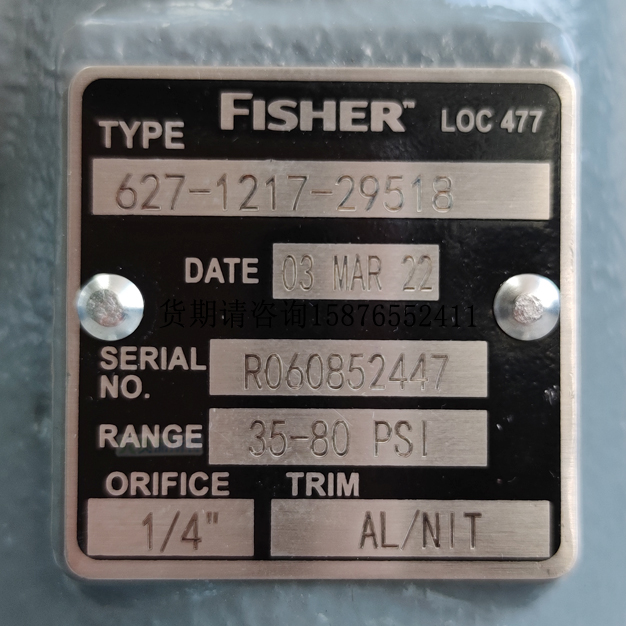 FISHER™ LOC 477
TYPE
627-1217-29518
DATE 03 MAR 22
货期请咨询15876552411
SERIAL NO. R060852447
RANGE 35-80 PSI
ORIFICE TRIM
1/4" AL/NIT